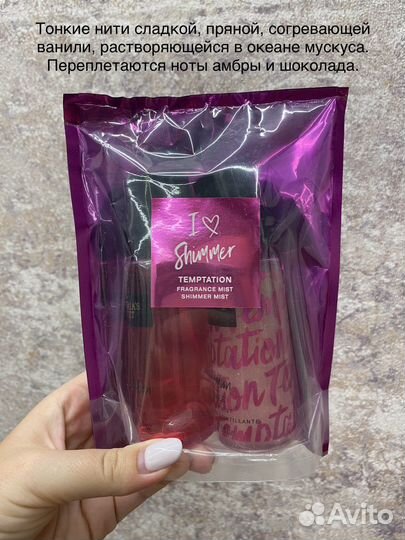 Тонкие нити сладкой, пряной, согревающей
ванили, растворяющейся в океане мускуса.
Переплетаются ноты амбры и шоколада.
I ♡
Shimmer
TEMPTATION
FRAGRANCE MIST
SHIMMER MIST
Avito